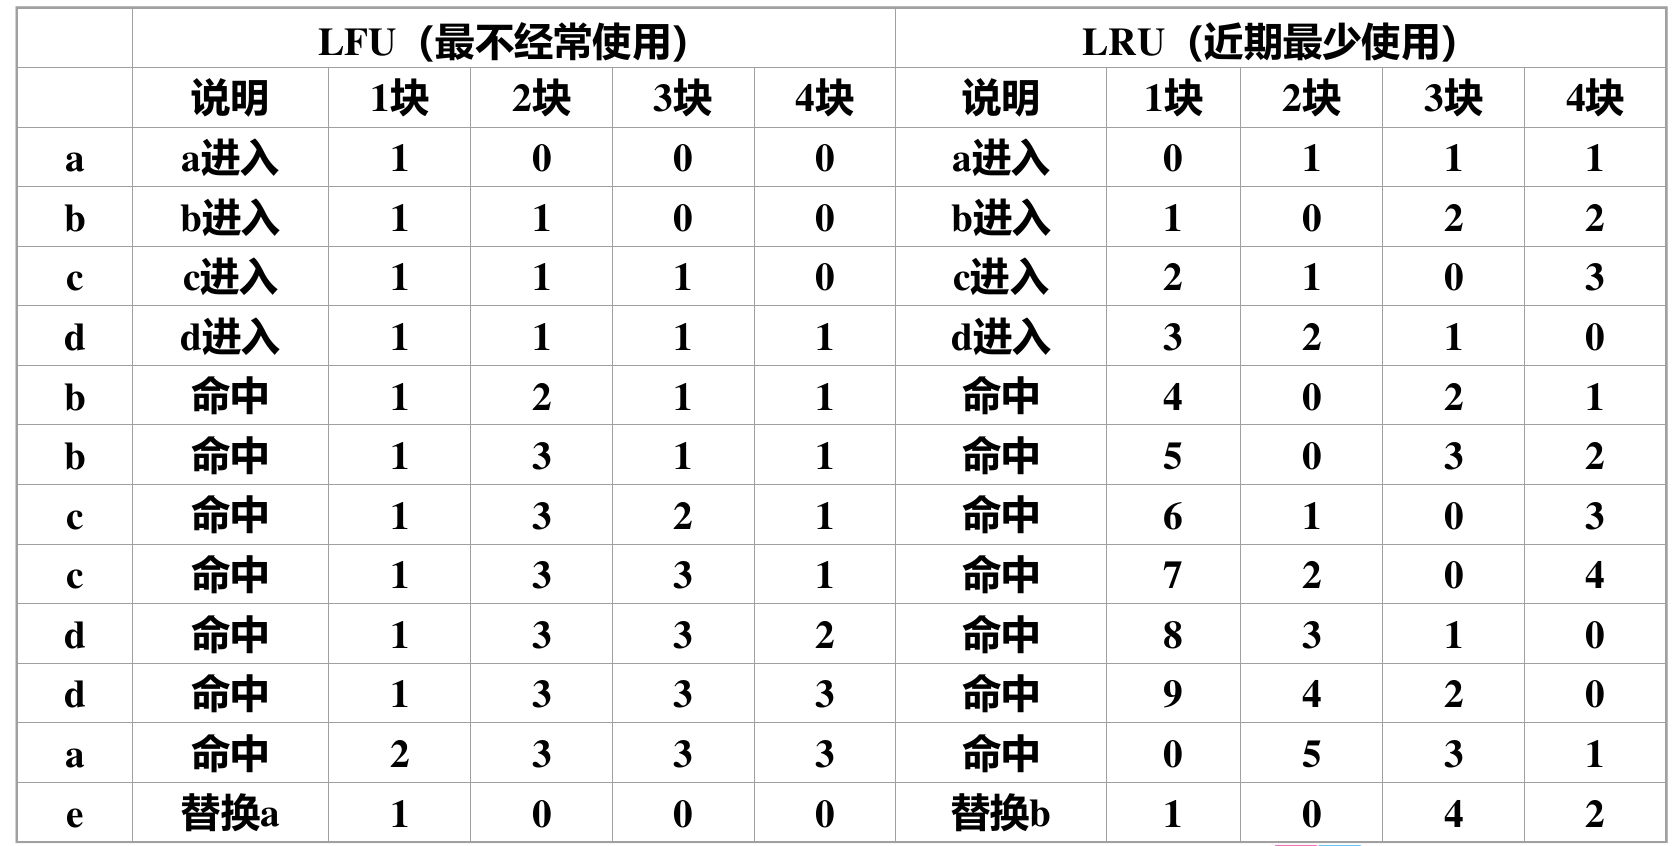 LFU（最不经常使用） LRU（近期最少使用）
说明 1块 2块 3块 4块 说明 1块 2块 3块 4块
a a进入 1 0 0 0 a进入 0 1 1 1
b b进入 1 1 0 0 b进入 1 0 2 2
c c进入 1 1 1 0 c进入 2 1 0 3
d d进入 1 1 1 1 d进入 3 2 1 0
b 命中 1 2 1 1 命中 4 0 2 1
b 命中 1 3 1 1 命中 5 0 3 2
c 命中 1 3 2 1 命中 6 1 0 3
c 命中 1 3 3 1 命中 7 2 0 4
d 命中 1 3 3 2 命中 8 3 1 0
d 命中 1 3 3 3 命中 9 4 2 0
a 命中 2 3 3 3 命中 0 5 3 1
e 替换a 1 0 0 0 替换b 1 0 4 2